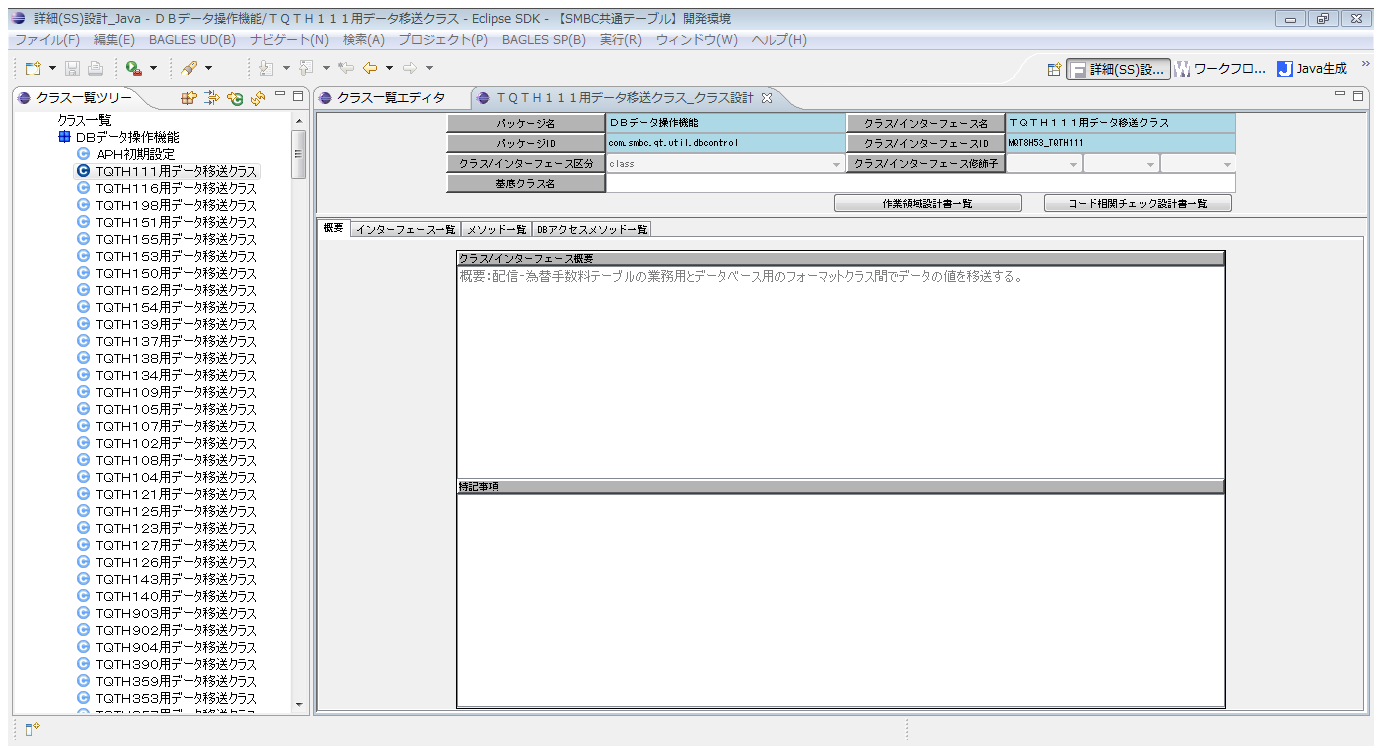 詳細(SS)設計_Java - ＤＢデータ操作機能/ＴＱＴＨ１１１用データ移送クラス - Eclipse SDK - 【SMBC共通テーブル】開発環境
ファイル(F) 編集(E) BAGLES UD(B) ナビゲート(N) 検索(A) プロジェクト(P) BAGLES SP(B) 実行(R) ウィンドウ(W) ヘルプ(H)
詳細(SS)設... ワークフロ... Java生成 »
クラス一覧ツリー
クラス一覧エディタ ＴＱＴＨ１１１用データ移送クラス_クラス設計
クラス一覧
DBデータ操作機能
APH初期設定
TQTH111用データ移送クラス
TQTH116用データ移送クラス
TQTH198用データ移送クラス
TQTH151用データ移送クラス
TQTH155用データ移送クラス
TQTH153用データ移送クラス
TQTH150用データ移送クラス
TQTH152用データ移送クラス
TQTH154用データ移送クラス
TQTH139用データ移送クラス
TQTH137用データ移送クラス
TQTH138用データ移送クラス
TQTH134用データ移送クラス
TQTH109用データ移送クラス
TQTH105用データ移送クラス
TQTH107用データ移送クラス
TQTH102用データ移送クラス
TQTH108用データ移送クラス
TQTH104用データ移送クラス
TQTH121用データ移送クラス
TQTH125用データ移送クラス
TQTH123用データ移送クラス
TQTH127用データ移送クラス
TQTH126用データ移送クラス
TQTH143用データ移送クラス
TQTH140用データ移送クラス
TQTH903用データ移送クラス
TQTH902用データ移送クラス
TQTH904用データ移送クラス
TQTH390用データ移送クラス
TQTH359用データ移送クラス
TQTH353用データ移送クラス
パッケージ名 ＤＢデータ操作機能 クラス/インターフェース名 ＴＱＴＨ１１１用データ移送クラス
パッケージID com.smbc.qt.util.dbcontrol クラス/インターフェースID MQT8H53_TQTH111
クラス/インターフェース区分 class クラス/インターフェース修飾子
基底クラス名
作業領域設計書一覧 コード相関チェック設計書一覧
概要 インターフェース一覧 メソッド一覧 DBアクセスメソッド一覧
クラス/インターフェース概要
概要：配信‐為替手数料テーブルの業務用とデータベース用のフォーマットクラス間でデータの値を移送する。
特記事項